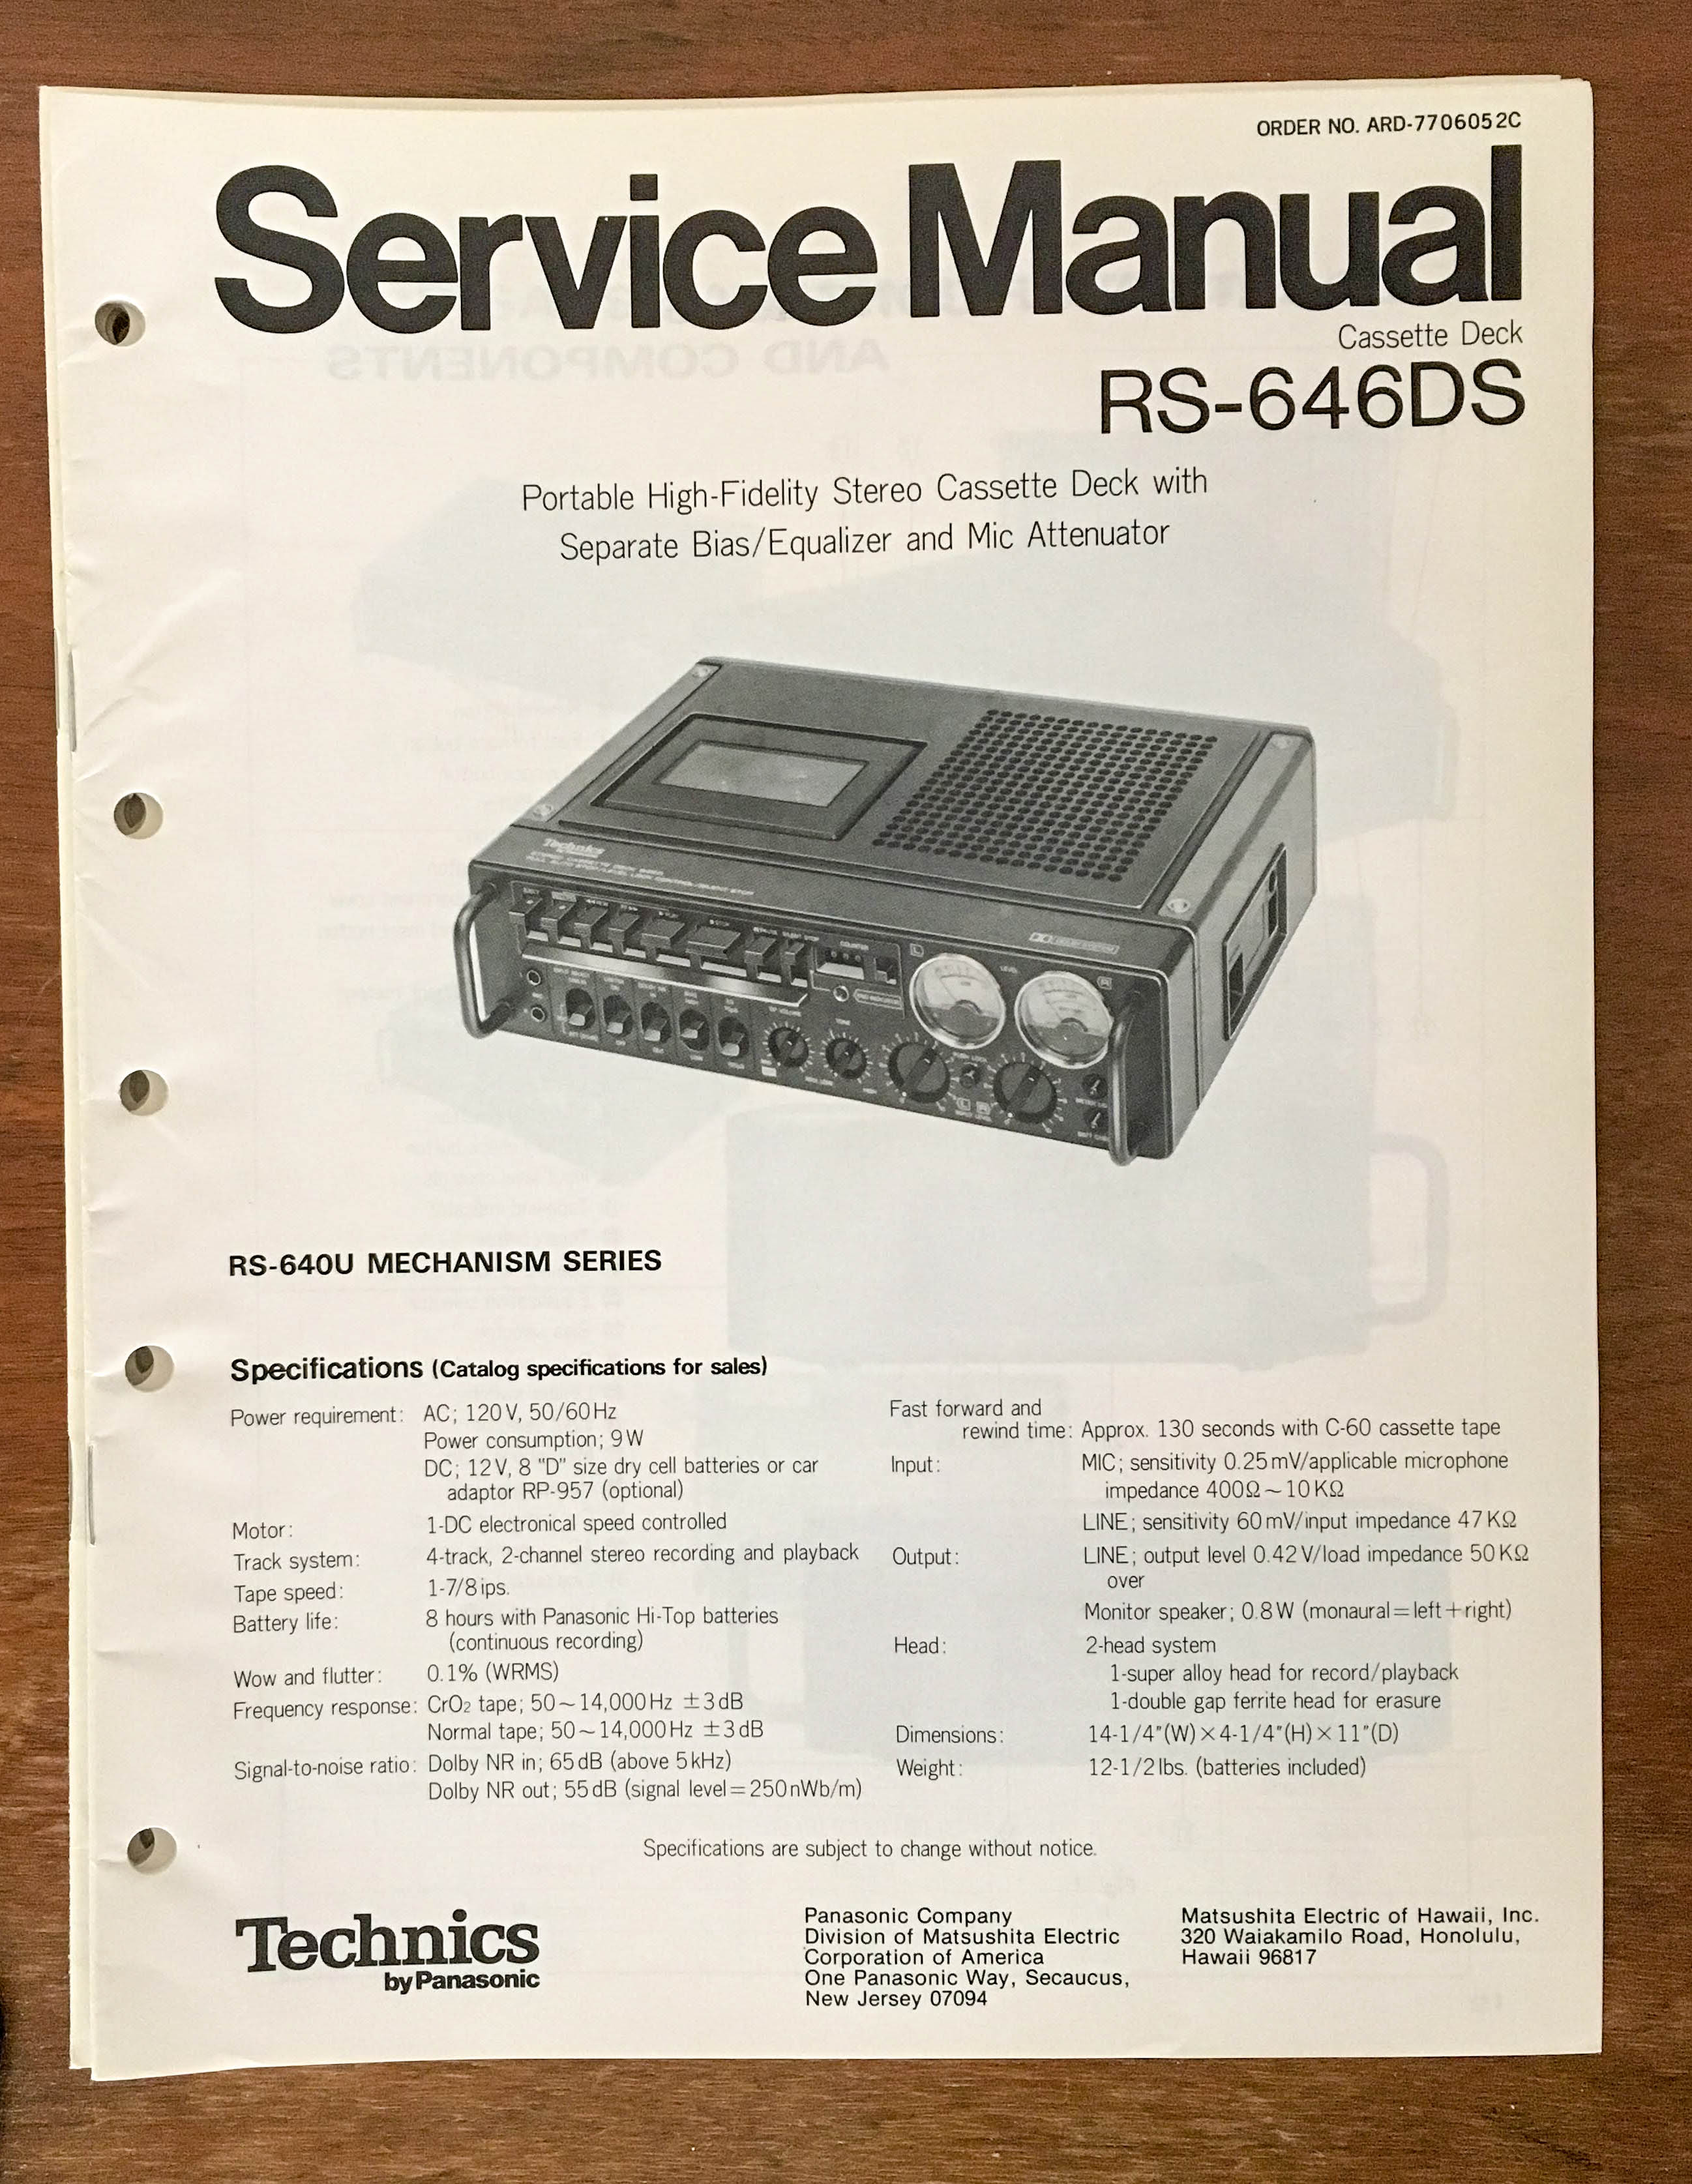 ORDER NO. ARD-7706052C
Service Manual
Cassette Deck
RS-646DS
Portable High-Fidelity Stereo Cassette Deck with
Separate Bias/Equalizer and Mic Attenuator
Technics
COUNTER
LEVEL
RS-640U MECHANISM SERIES
Specifications (Catalog specifications for sales)
Power requirement: AC; 120V, 50/60Hz
Power consumption; 9W
DC; 12V, 8 "D" size dry cell batteries or car
adaptor RP-957 (optional)
Motor: 1-DC electronical speed controlled
Track system: 4-track, 2-channel stereo recording and playback
Tape speed: 1-7/8ips.
Battery life: 8 hours with Panasonic Hi-Top batteries
(continuous recording)
Wow and flutter: 0.1% (WRMS)
Frequency response: CrO₂ tape; 50~14,000Hz ±3dB
Normal tape; 50~14,000Hz ±3dB
Signal-to-noise ratio: Dolby NR in; 65dB (above 5kHz)
Dolby NR out; 55dB (signal level=250nWb/m)
Fast forward and
rewind time: Approx. 130 seconds with C-60 cassette tape
Input: MIC; sensitivity 0.25mV/applicable microphone
impedance 400Ω~10KΩ
LINE; sensitivity 60mV/input impedance 47KΩ
Output: LINE; output level 0.42V/load impedance 50KΩ
over
Monitor speaker; 0.8W (monaural=left+right)
Head: 2-head system
1-super alloy head for record/playback
1-double gap ferrite head for erasure
Dimensions: 14-1/4"(W)×4-1/4"(H)×11"(D)
Weight: 12-1/2lbs. (batteries included)
Specifications are subject to change without notice.
Technics
by Panasonic
Panasonic Company
Division of Matsushita Electric
Corporation of America
One Panasonic Way, Secaucus,
New Jersey 07094
Matsushita Electric of Hawaii, Inc.
320 Waiakamilo Road, Honolulu,
Hawaii 96817